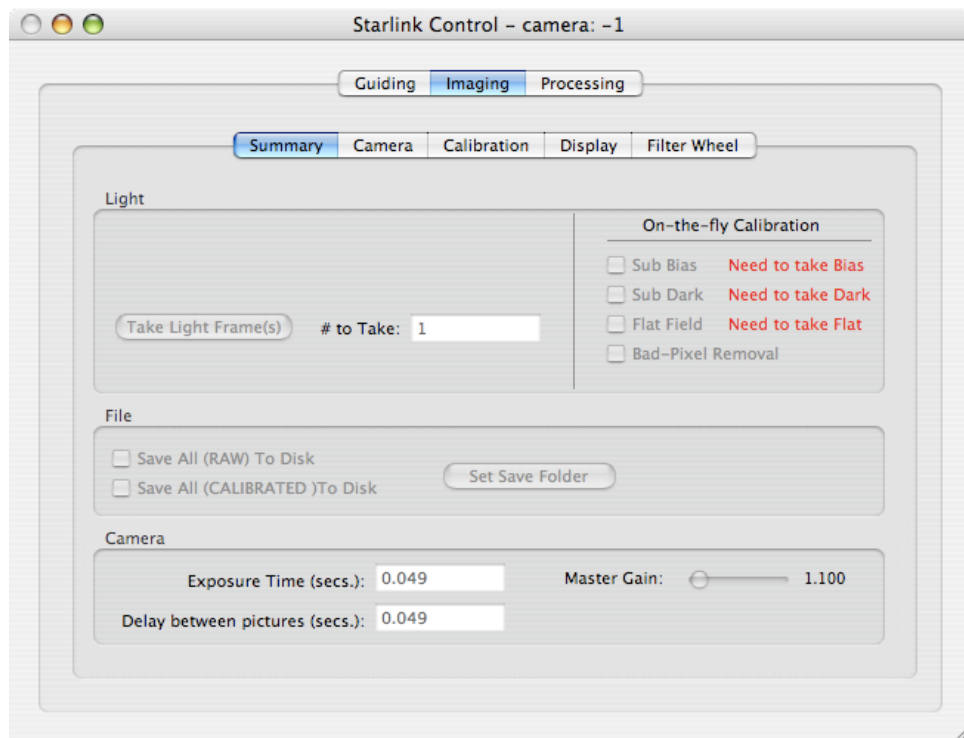 Starlink Control – camera: –1
Guiding Imaging Processing
Summary Camera Calibration Display Filter Wheel
Light
On-the-fly Calibration
Sub Bias Need to take Bias
Sub Dark Need to take Dark
Take Light Frame(s) # to Take: 1
Flat Field Need to take Flat
Bad-Pixel Removal
File
Save All (RAW) To Disk
Set Save Folder
Save All (CALIBRATED )To Disk
Camera
Exposure Time (secs.): 0.049 Master Gain: 1.100
Delay between pictures (secs.): 0.049